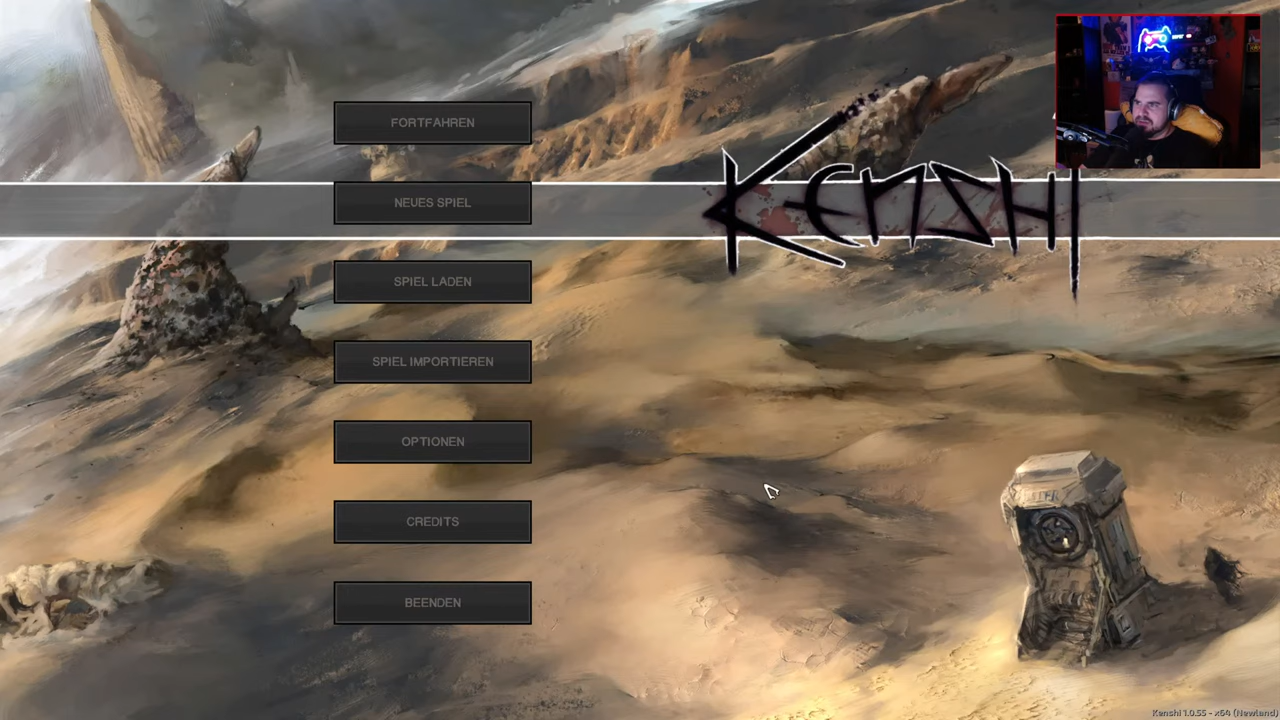 FORTFAHREN
NEUES SPIEL
SPIEL LADEN
SPIEL IMPORTIEREN
OPTIONEN
CREDITS
BEENDEN
KENSHI
Kenshi 1.0.55 - x64 (Newland)